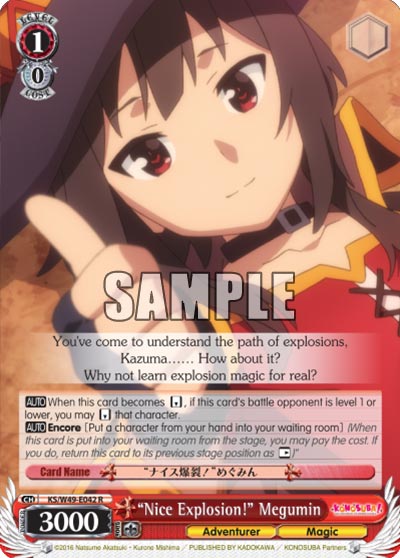 LEVEL
1
0
COST
SAMPLE
You've come to understand the path of explosions,
Kazuma…… How about it?
Why not learn explosion magic for real?
AUTO When this card becomes [ ], if this card's battle opponent is level 1 or
lower, you may [ ] that character.
AUTO Encore [Put a character from your hand into your waiting room] (When
this card is put into your waiting room from the stage, you may pay the cost. If
you do, return this card to its previous stage position as [ ])"
Card Name
“ナイス爆裂！”めぐみん
CH
KS/W49-E042 R
3000
POWER
"Nice Explosion!" Megumin
KONOSUBA!
Adventurer
Magic
©2016 Natsume Akatsuki・Kurone Mishima / PUBLISHED BY KADOKAWA / KONOSUBA Partners